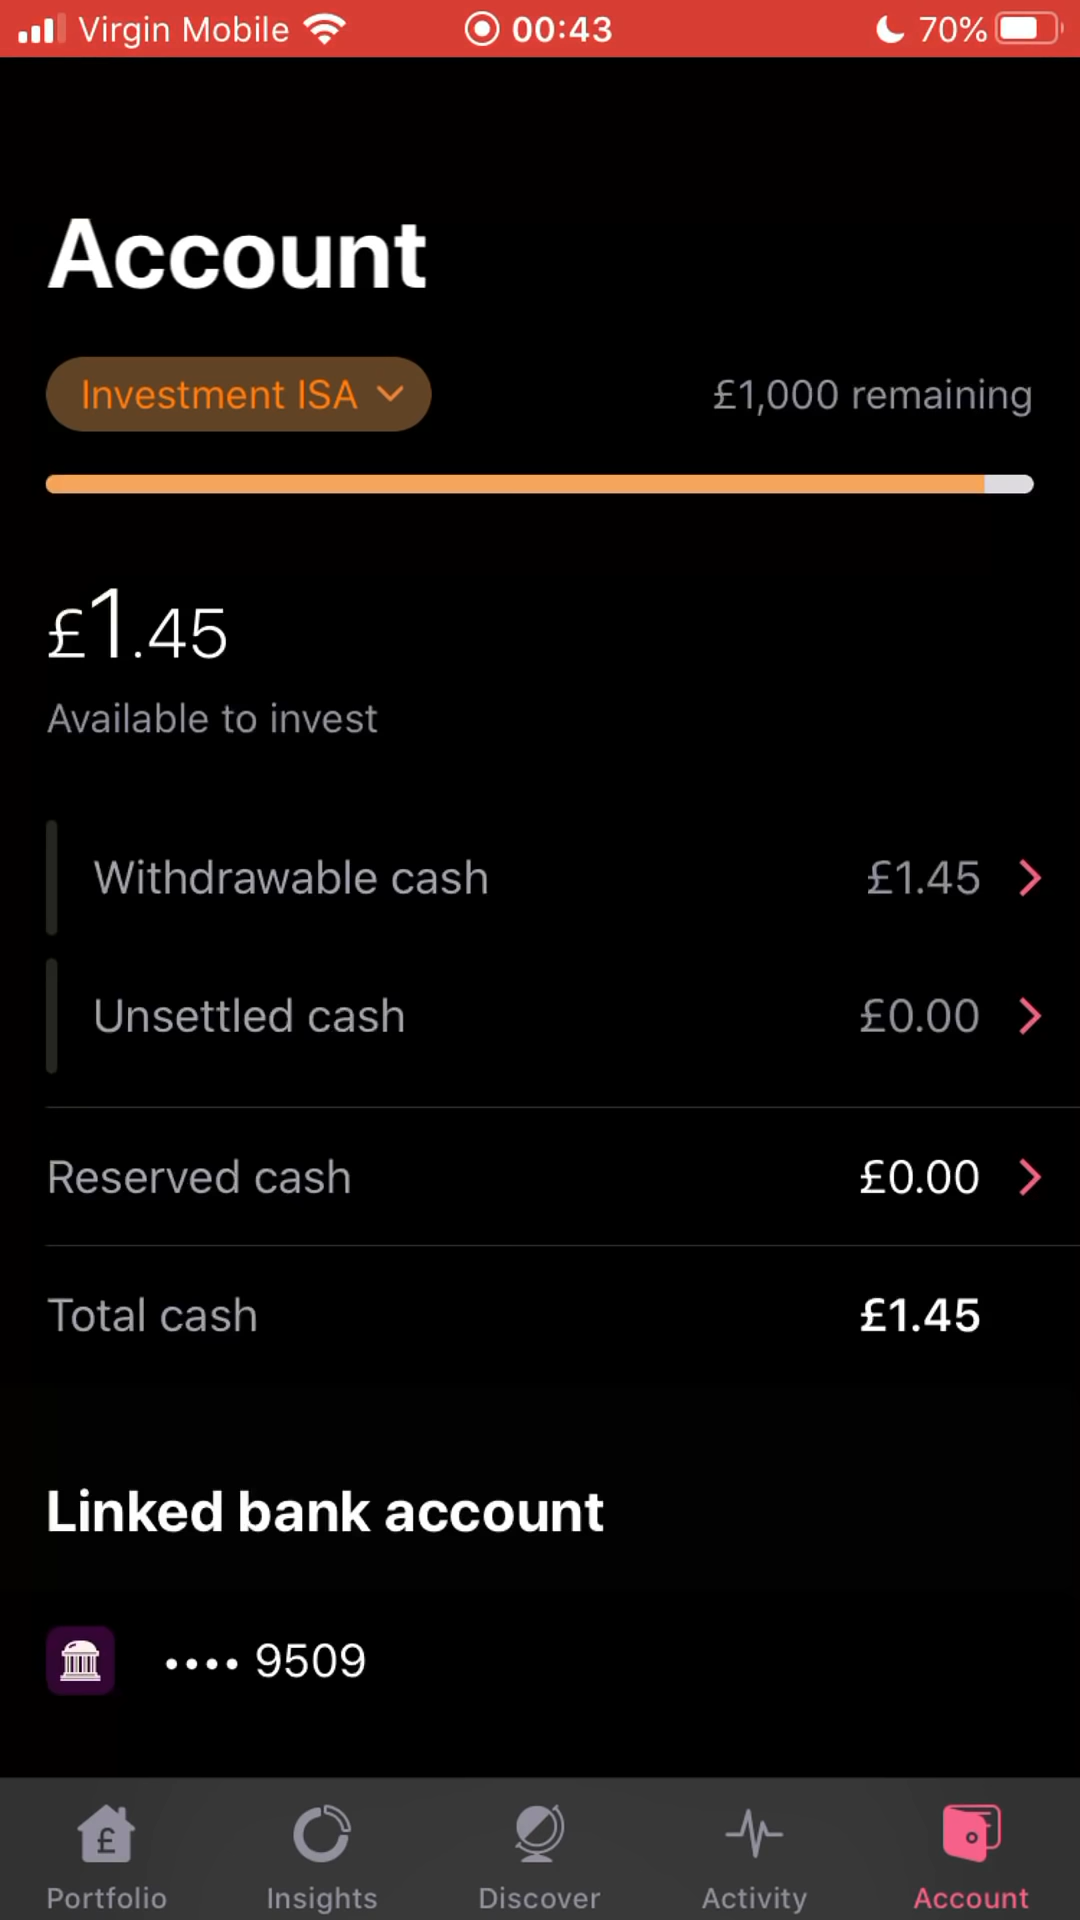 Virgin Mobile 00:43 70%
Account
Investment ISA £1,000 remaining
£1.45
Available to invest
Withdrawable cash £1.45
Unsettled cash £0.00
Reserved cash £0.00
Total cash £1.45
Linked bank account
•••• 9509
Portfolio Insights Discover Activity Account